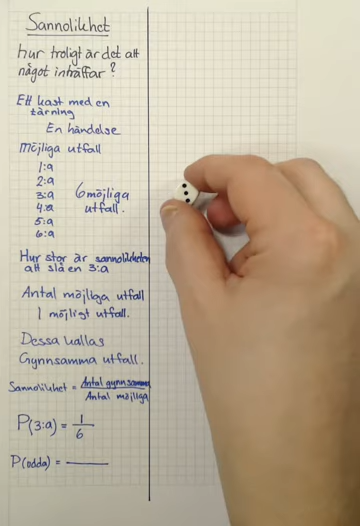 Sannolikhet
Hur troligt är det att
något inträffar?
Ett kast med en
tärning
En händelse
Möjliga utfall
1:a
2:a
3:a
4:a
5:a
6:a
6 möjliga
utfall.
Hur stor är sannolikheten
att slå en 3:a
Antal möjliga utfall
1 möjligt utfall.
Dessa kallas
Gynnsamma utfall.
Sannolikhet = Antal gynnsamma
Antal möjliga
P(3:a) = 1
6
P(udda) =